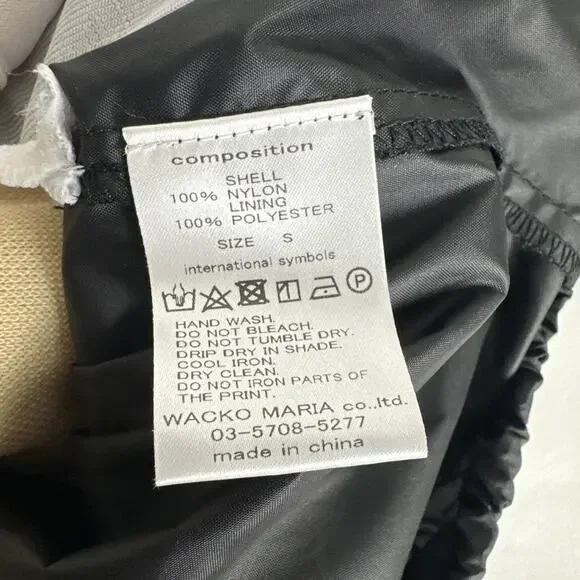 composition
SHELL
100% NYLON
LINING
100% POLYESTER
SIZE S
international symbols
P
HAND WASH.
DO NOT BLEACH.
DO NOT TUMBLE DRY.
DRIP DRY IN SHADE.
COOL IRON.
DRY CLEAN.
DO NOT IRON PARTS OF
THE PRINT.
WACKO MARIA co.,ltd.
03-5708-5277
made in china